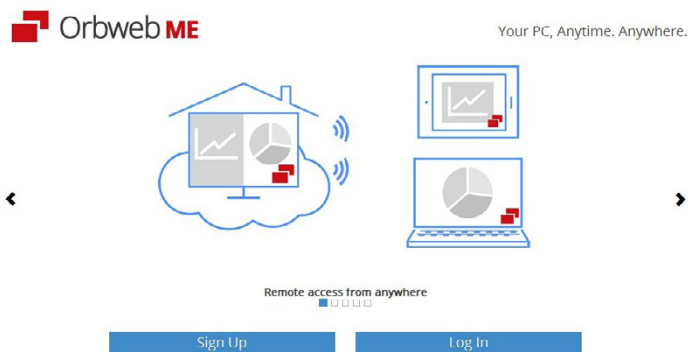 Orbweb ME
Your PC, Anytime. Anywhere.
Remote access from anywhere
Sign Up
Log In